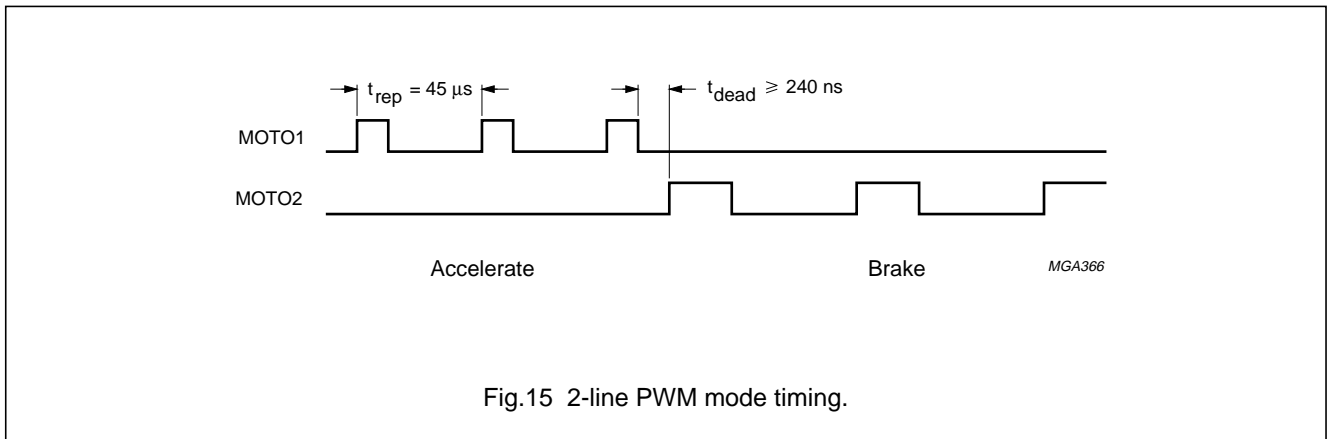 t_rep = 45 μs
t_dead ≥ 240 ns
MOTO1
MOTO2
Accelerate
Brake
MGA366
Fig.15 2-line PWM mode timing.